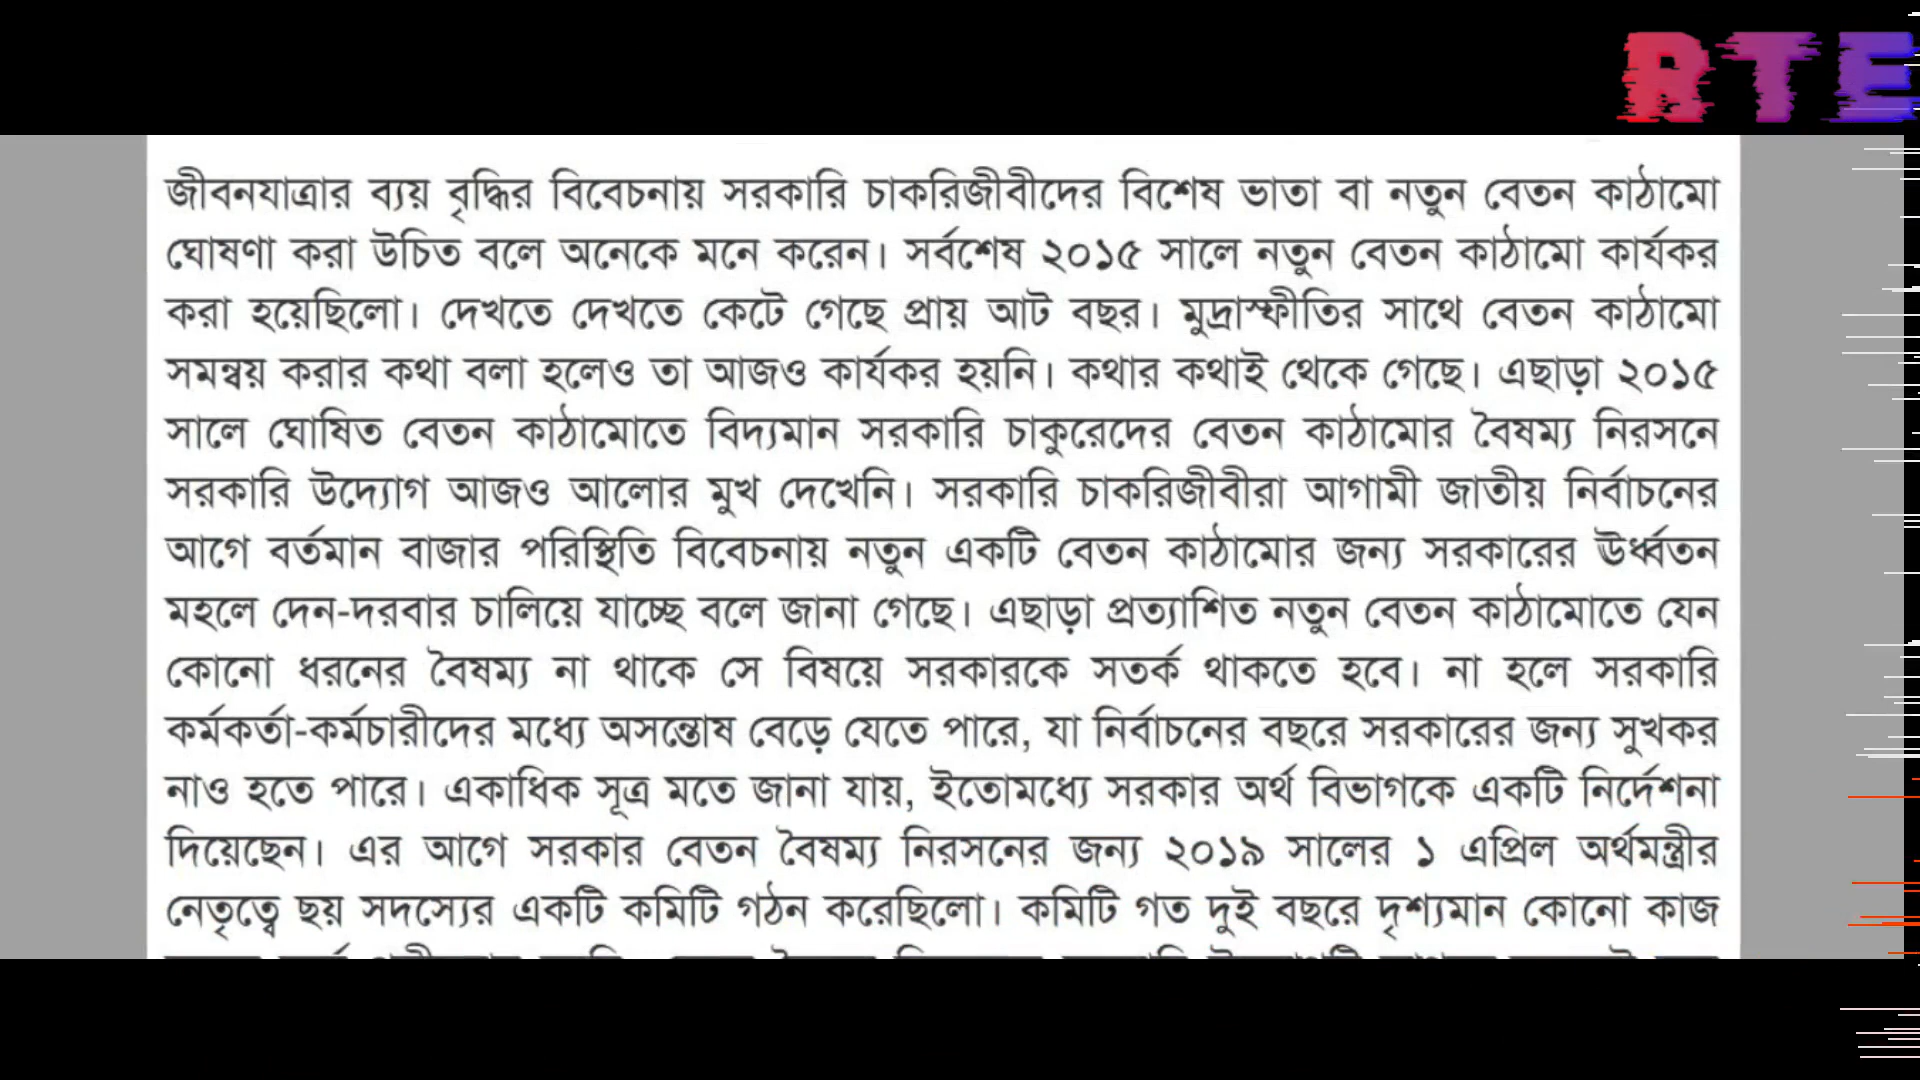 RTE
জীবনযাত্রার ব্যয় বৃদ্ধির বিবেচনায় সরকারি চাকরিজীবীদের বিশেষ ভাতা বা নতুন বেতন কাঠামো
ঘোষণা করা উচিত বলে অনেকে মনে করেন। সর্বশেষ ২০১৫ সালে নতুন বেতন কাঠামো কার্যকর
করা হয়েছিলো। দেখতে দেখতে কেটে গেছে প্রায় আট বছর। মুদ্রাস্ফীতির সাথে বেতন কাঠামো
সমন্বয় করার কথা বলা হলেও তা আজও কার্যকর হয়নি। কথার কথাই থেকে গেছে। এছাড়া ২০১৫
সালে ঘোষিত বেতন কাঠামোতে বিদ্যমান সরকারি চাকুরেদের বেতন কাঠামোর বৈষম্য নিরসনে
সরকারি উদ্যোগ আজও আলোর মুখ দেখেনি। সরকারি চাকরিজীবীরা আগামী জাতীয় নির্বাচনের
আগে বর্তমান বাজার পরিস্থিতি বিবেচনায় নতুন একটি বেতন কাঠামোর জন্য সরকারের ঊর্ধ্বতন
মহলে দেন-দরবার চালিয়ে যাচ্ছে বলে জানা গেছে। এছাড়া প্রত্যাশিত নতুন বেতন কাঠামোতে যেন
কোনো ধরনের বৈষম্য না থাকে সে বিষয়ে সরকারকে সতর্ক থাকতে হবে। না হলে সরকারি
কর্মকর্তা-কর্মচারীদের মধ্যে অসন্তোষ বেড়ে যেতে পারে, যা নির্বাচনের বছরে সরকারের জন্য সুখকর
নাও হতে পারে। একাধিক সূত্র মতে জানা যায়, ইতোমধ্যে সরকার অর্থ বিভাগকে একটি নির্দেশনা
দিয়েছেন। এর আগে সরকার বেতন বৈষম্য নিরসনের জন্য ২০১৯ সালের ১ এপ্রিল অর্থমন্ত্রীর
নেতৃত্বে ছয় সদস্যের একটি কমিটি গঠন করেছিলো। কমিটি গত দুই বছরে দৃশ্যমান কোনো কাজ